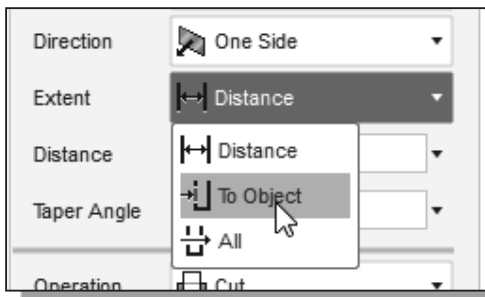 Direction One Side
Extent Distance
Distance Distance
To Object
Taper Angle
All
Operation Cut